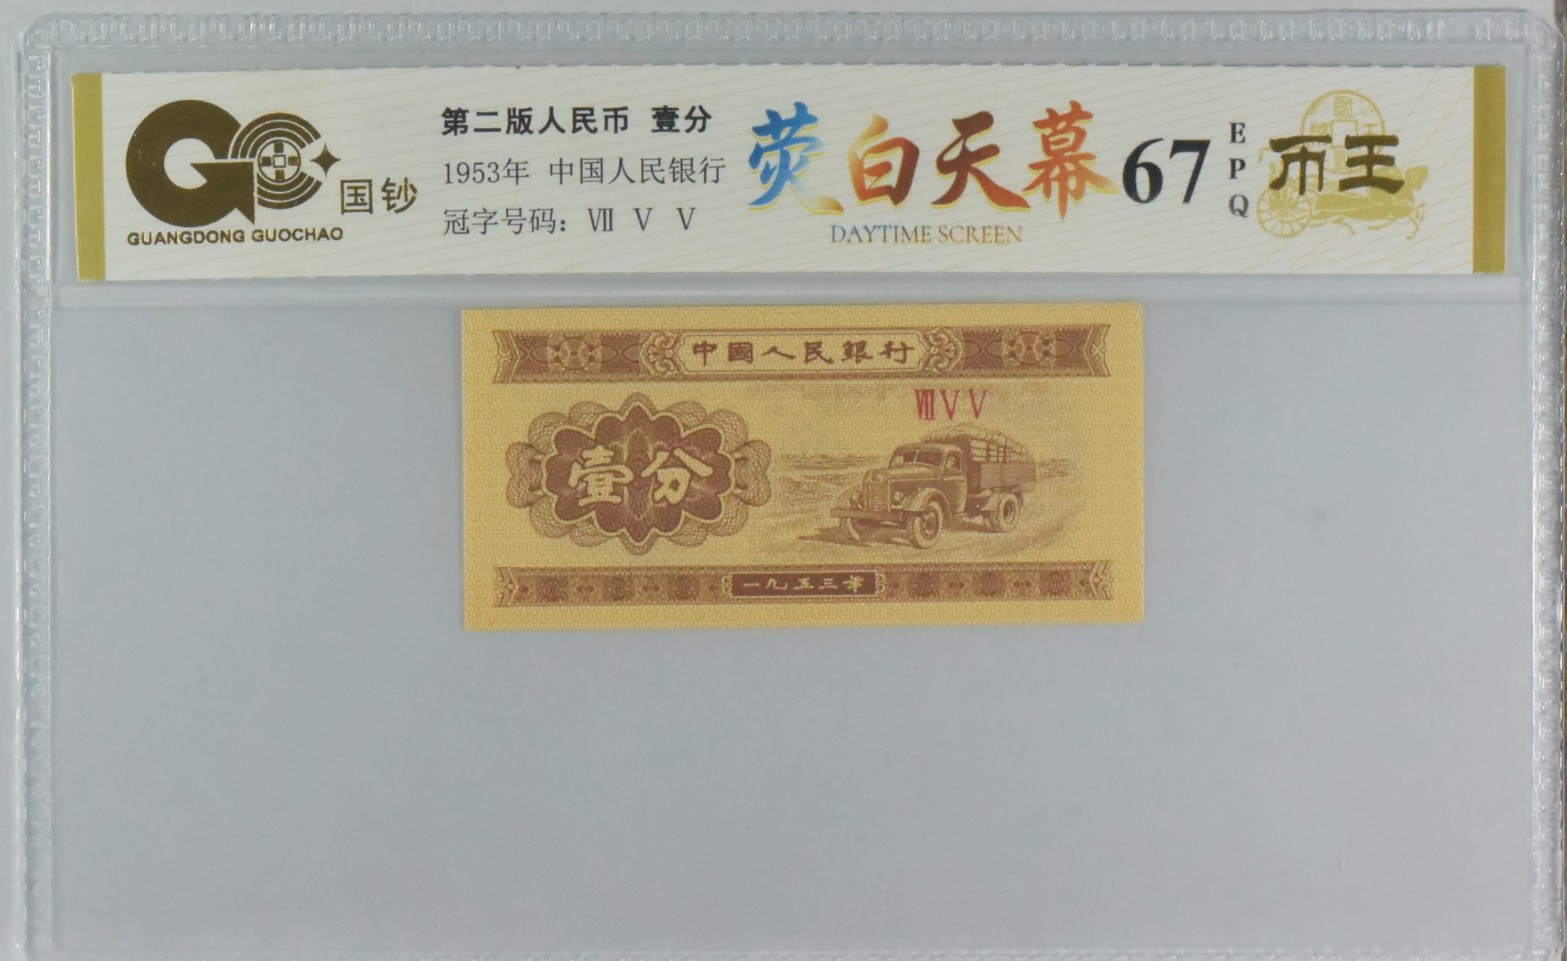 国钞
GUANGDONG GUOCHAO
第二版人民币 壹分
1953年 中国人民银行
冠字号码：Ⅶ Ⅴ Ⅴ
荧白天幕
DAYTIME SCREEN
67
EPQ
币王
中國人民銀行
ⅦⅤⅤ
壹分
一九五三年